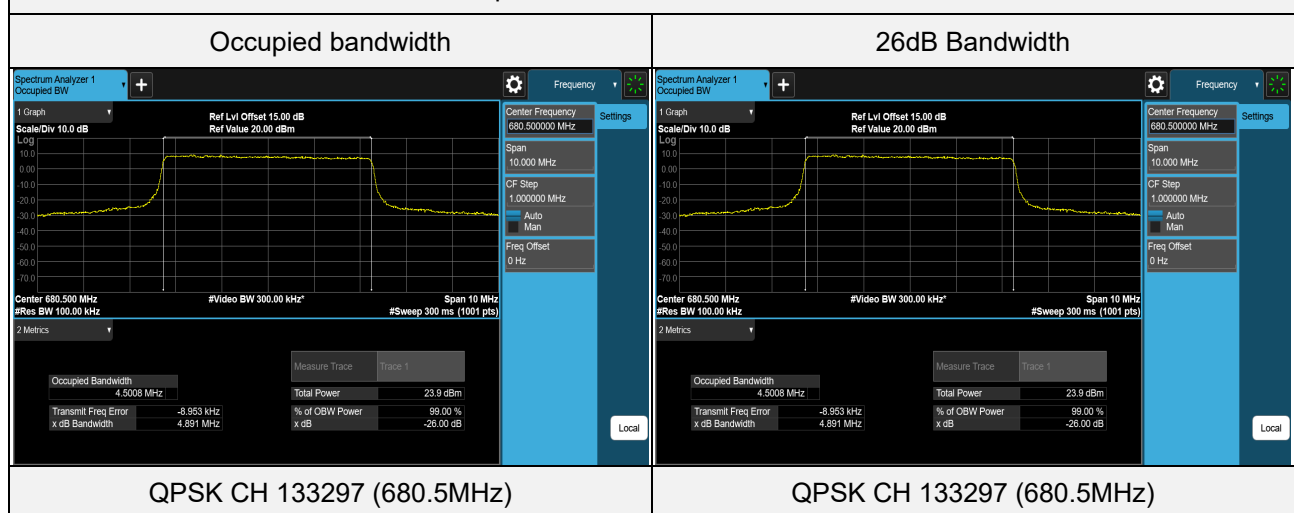 Occupied bandwidth
26dB Bandwidth
Spectrum Analyzer 1
Occupied BW
+
Frequency
1 Graph
Scale/Div 10.0 dB
Ref Lvl Offset 15.00 dB
Ref Value 20.00 dBm
Log
10.0
0.00
-10.0
-20.0
-30.0
-40.0
-50.0
-60.0
-70.0
Center 680.500 MHz
#Res BW 100.00 kHz
#Video BW 300.00 kHz*
Span 10 MHz
#Sweep 300 ms (1001 pts)
Center Frequency
680.500000 MHz
Settings
Span
10.000 MHz
CF Step
1.000000 MHz
Auto
Man
Freq Offset
0 Hz
2 Metrics
Measure Trace Trace 1
Occupied Bandwidth
4.5008 MHz
Total Power 23.9 dBm
Transmit Freq Error -8.953 kHz
% of OBW Power 99.00 %
x dB Bandwidth 4.891 MHz
x dB -26.00 dB
Local
Spectrum Analyzer 1
Occupied BW
+
Frequency
1 Graph
Scale/Div 10.0 dB
Ref Lvl Offset 15.00 dB
Ref Value 20.00 dBm
Log
10.0
0.00
-10.0
-20.0
-30.0
-40.0
-50.0
-60.0
-70.0
Center 680.500 MHz
#Res BW 100.00 kHz
#Video BW 300.00 kHz*
Span 10 MHz
#Sweep 300 ms (1001 pts)
Center Frequency
680.500000 MHz
Settings
Span
10.000 MHz
CF Step
1.000000 MHz
Auto
Man
Freq Offset
0 Hz
2 Metrics
Measure Trace Trace 1
Occupied Bandwidth
4.5008 MHz
Total Power 23.9 dBm
Transmit Freq Error -8.953 kHz
% of OBW Power 99.00 %
x dB Bandwidth 4.891 MHz
x dB -26.00 dB
Local
QPSK CH 133297 (680.5MHz)
QPSK CH 133297 (680.5MHz)